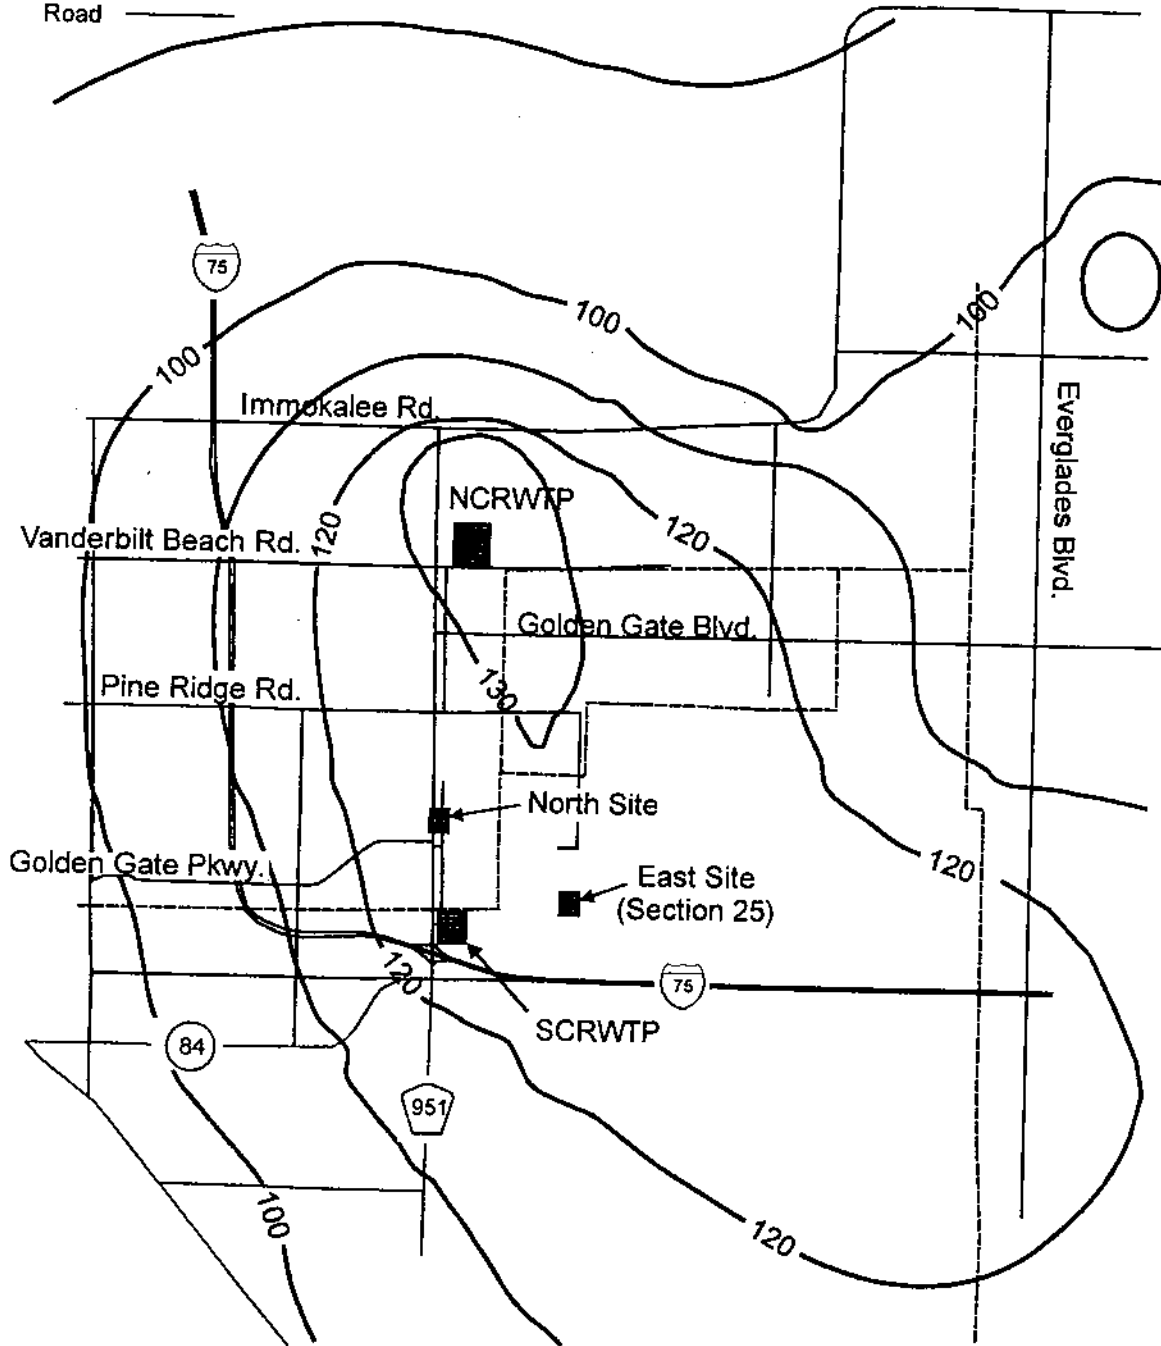 Road
75
100
100
100
Immokalee Rd.
Everglades Blvd.
NCRWTP
120
120
Vanderbilt Beach Rd.
Golden Gate Blvd.
Pine Ridge Rd.
130
North Site
Golden Gate Pkwy.
120
East Site
(Section 25)
120
75
SCRWTP
84
951
100
120